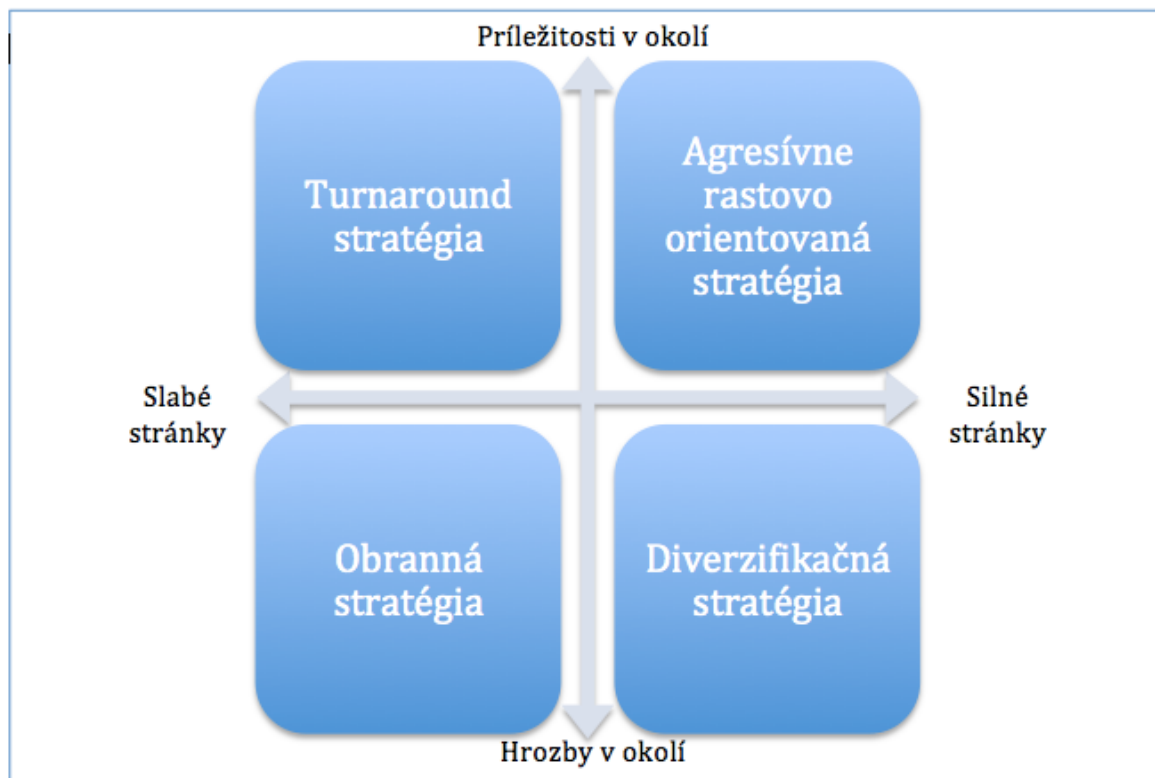 Príležitosti v okolí
Turnaround
stratégia
Agresívne
rastovo
orientovaná
stratégia
Slabé
stránky
Silné
stránky
Obranná
stratégia
Diverzifikačná
stratégia
Hrozby v okolí